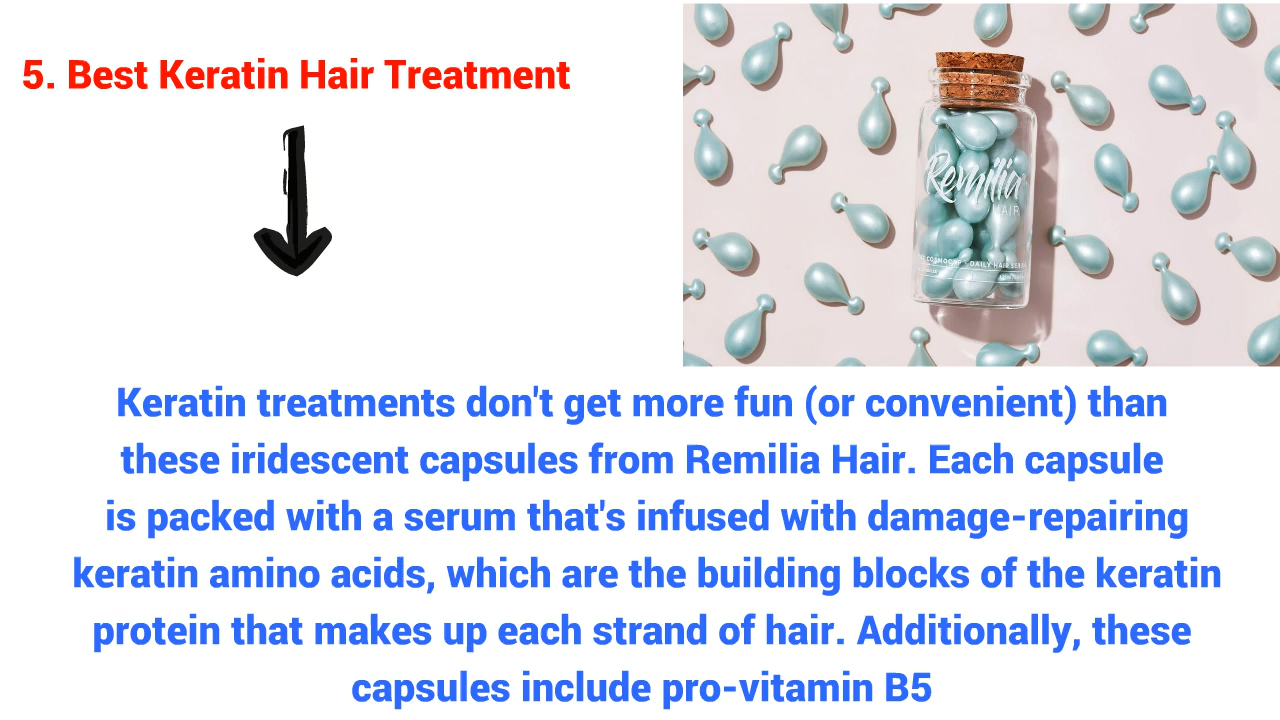 5. Best Keratin Hair Treatment
Remilia
HAIR
DAILY HAIR
Keratin treatments don't get more fun (or convenient) than
these iridescent capsules from Remilia Hair. Each capsule
is packed with a serum that's infused with damage-repairing
keratin amino acids, which are the building blocks of the keratin
protein that makes up each strand of hair. Additionally, these
capsules include pro-vitamin B5